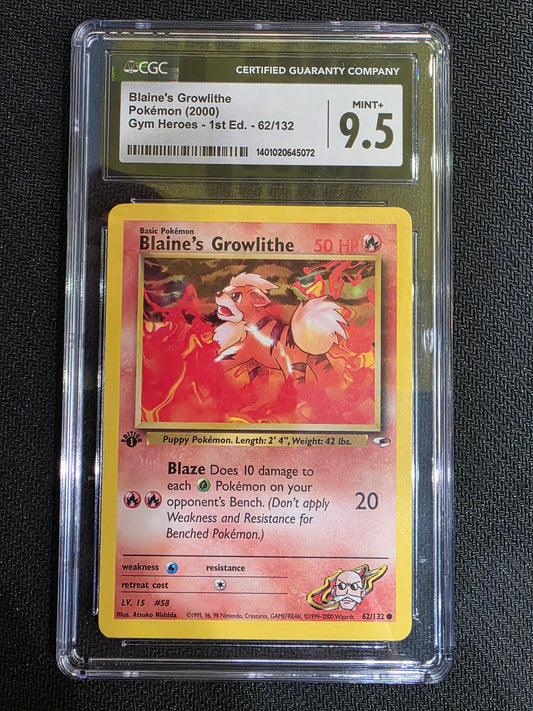 CGC
CERTIFIED GUARANTY COMPANY
Blaine's Growlithe
Pokémon (2000)
Gym Heroes - 1st Ed. - 62/132
1401020645072
MINT+
9.5
Basic Pokémon
Blaine's Growlithe
50 HP
EDITION
1
Puppy Pokémon. Length: 2' 4", Weight: 42 lbs.
Blaze Does 10 damage to
each Pokémon on your
opponent's Bench. (Don't apply
Weakness and Resistance for
Benched Pokémon.)
20
weakness
resistance
retreat cost
LV. 15 #58
Illus. Atsuko Nishida
©1995, 96, 98 Nintendo, Creatures, GAMEFREAK. ©1999-2000 Wizards.
62/132